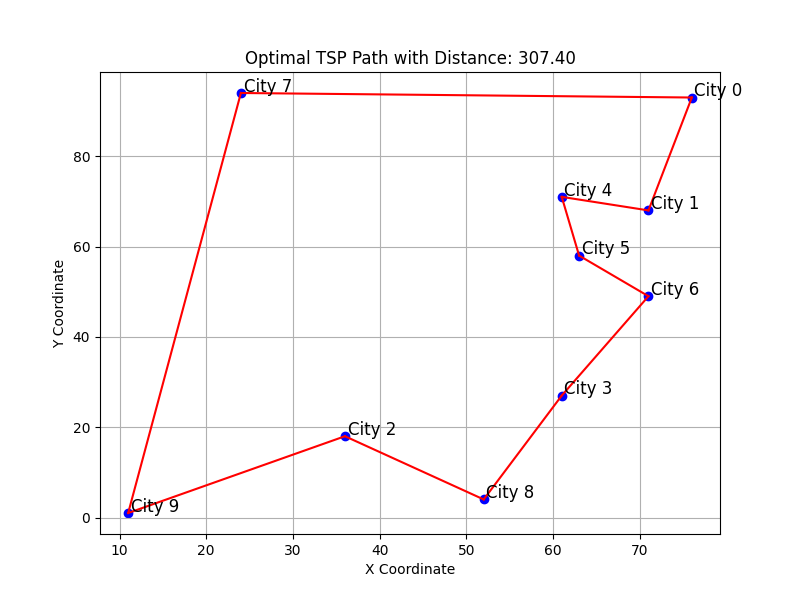 Optimal TSP Path with Distance: 307.40
City 7
City 0
City 4
City 1
City 5
City 6
City 3
City 2
City 8
City 9
80
60
40
20
0
10 20 30 40 50 60 70
Y Coordinate
X Coordinate